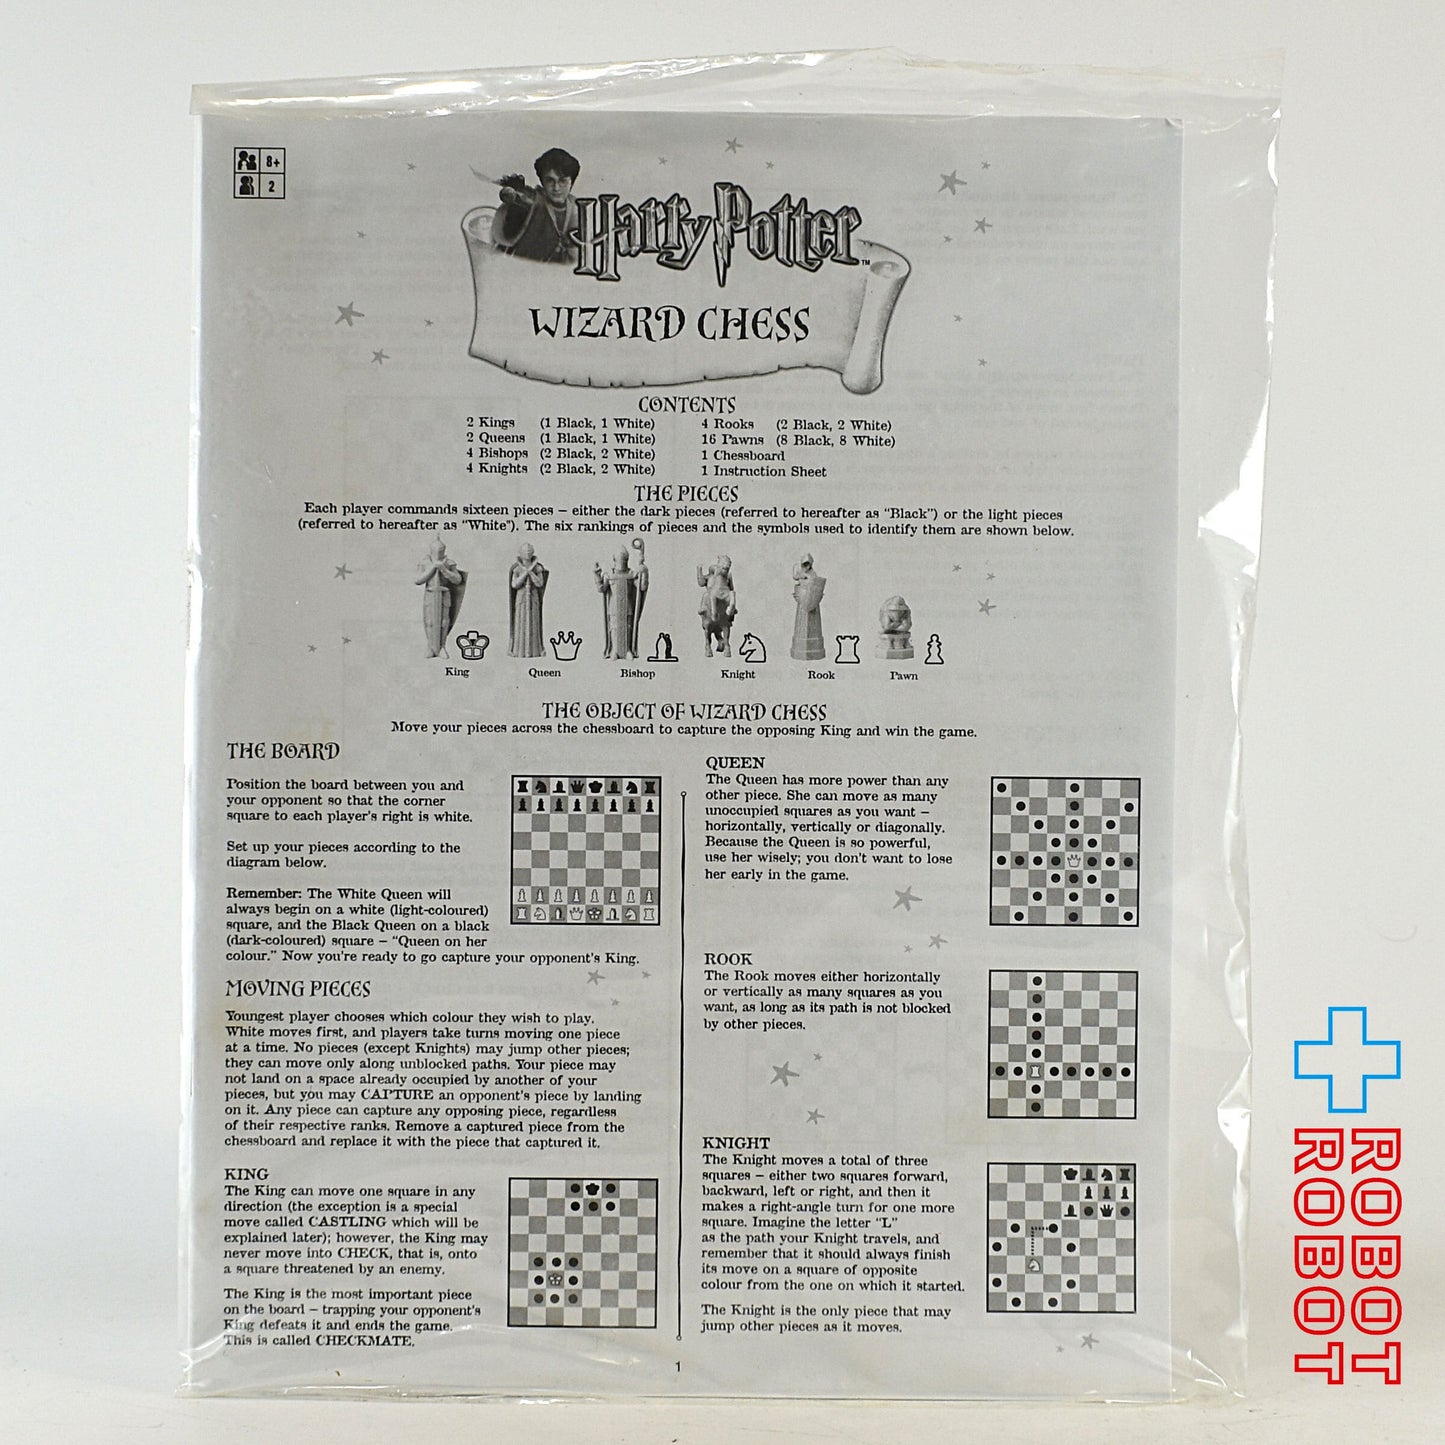 8+
2
Harry Potter™
WIZARD CHESS
CONTENTS
2 Kings (1 Black, 1 White)
2 Queens (1 Black, 1 White)
4 Bishops (2 Black, 2 White)
4 Knights (2 Black, 2 White)
4 Rooks (2 Black, 2 White)
16 Pawns (8 Black, 8 White)
1 Chessboard
1 Instruction Sheet
THE PIECES
Each player commands sixteen pieces – either the dark pieces (referred to hereafter as "Black") or the light pieces
(referred to hereafter as "White"). The six rankings of pieces and the symbols used to identify them are shown below.
King Queen Bishop Knight Rook Pawn
THE OBJECT OF WIZARD CHESS
Move your pieces across the chessboard to capture the opposing King and win the game.
THE BOARD
Position the board between you and
your opponent so that the corner
square to each player's right is white.
Set up your pieces according to the
diagram below.
Remember: The White Queen will
always begin on a white (light-coloured)
square, and the Black Queen on a black
(dark-coloured) square – "Queen on her
colour." Now you're ready to go capture your opponent's King.
MOVING PIECES
Youngest player chooses which colour they wish to play.
White moves first, and players take turns moving one piece
at a time. No pieces (except Knights) may jump other pieces;
they can move only along unblocked paths. Your piece may
not land on a space already occupied by another of your
pieces, but you may CAPTURE an opponent's piece by landing
on it. Any piece can capture any opposing piece, regardless
of their respective ranks. Remove a captured piece from the
chessboard and replace it with the piece that captured it.
KING
The King can move one square in any
direction (the exception is a special
move called CASTLING which will be
explained later); however, the King may
never move into CHECK, that is, onto
a square threatened by an enemy.
The King is the most important piece
on the board – trapping your opponent's
King defeats it and ends the game.
This is called CHECKMATE.
QUEEN
The Queen has more power than any
other piece. She can move as many
unoccupied squares as you want –
horizontally, vertically or diagonally.
Because the Queen is so powerful,
use her wisely; you don't want to lose
her early in the game.
ROOK
The Rook moves either horizontally
or vertically as many squares as you
want, as long as its path is not blocked
by other pieces.
KNIGHT
The Knight moves a total of three
squares – either two squares forward,
backward, left or right, and then it
makes a right-angle turn for one more
square. Imagine the letter "L"
as the path your Knight travels, and
remember that it should always finish
its move on a square of opposite
colour from the one on which it started.
The Knight is the only piece that may
jump other pieces as it moves.
1
ROBOT
ROBOT